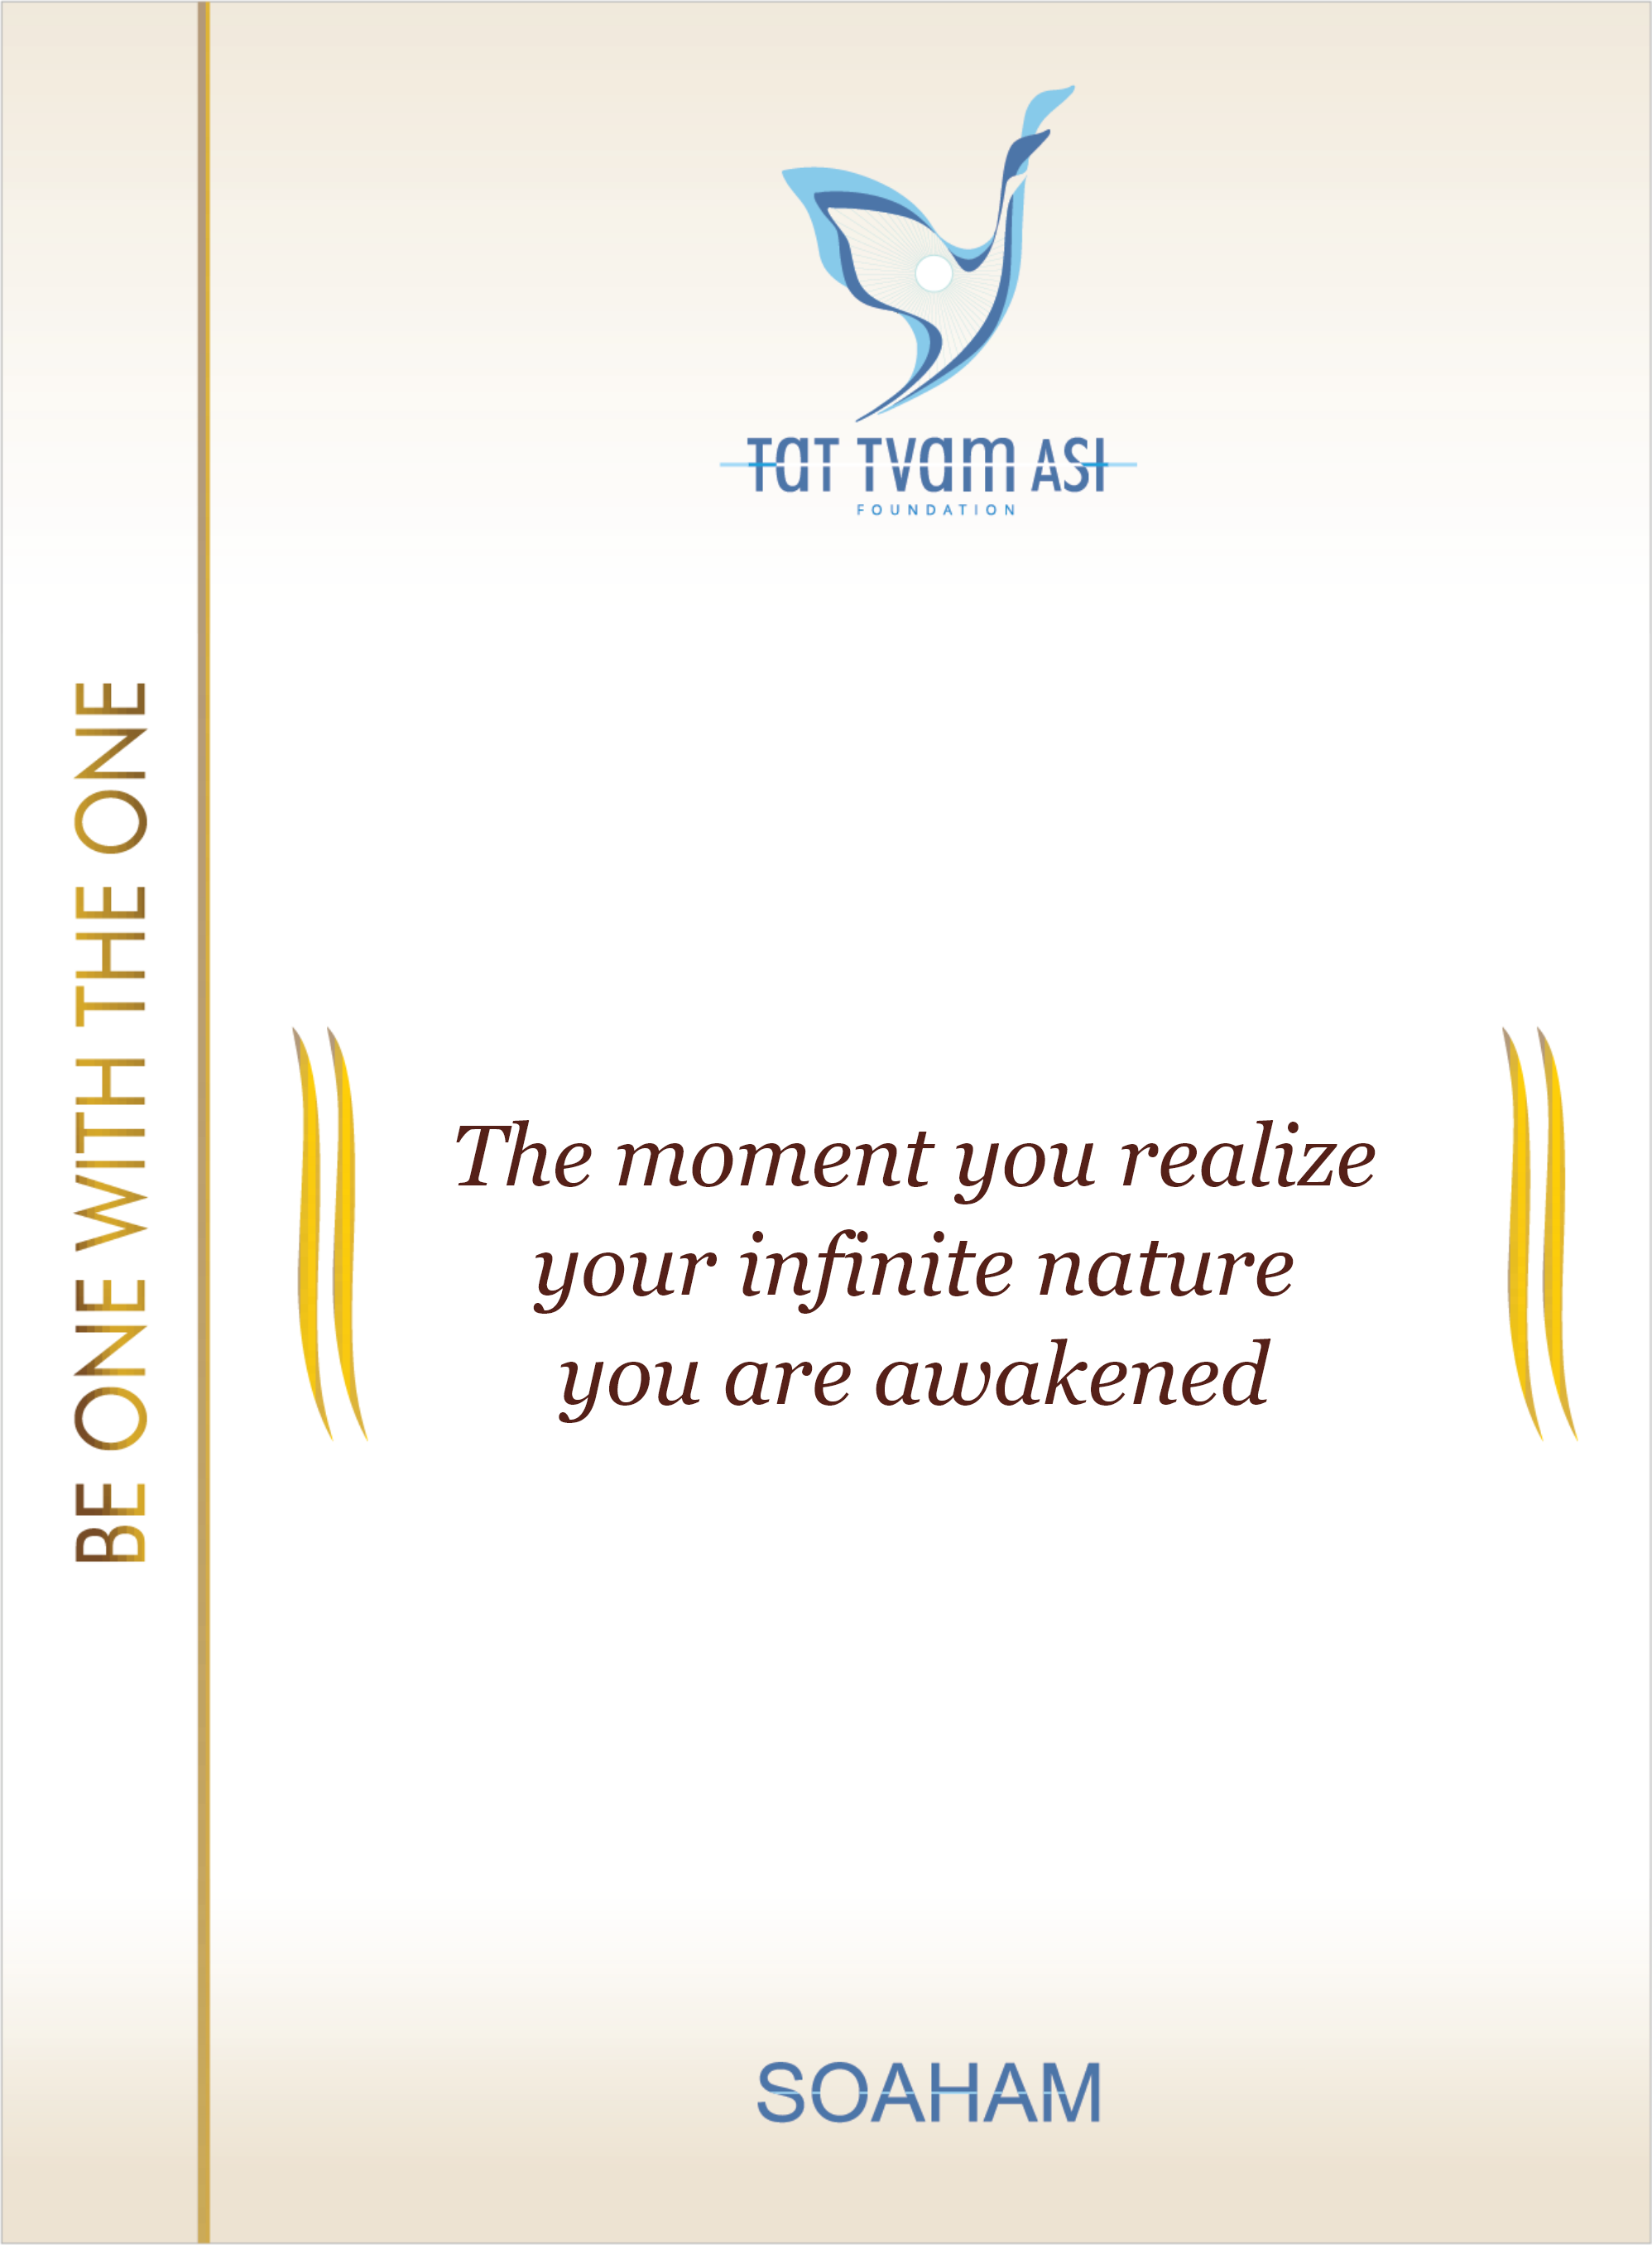 TAT TVAM ASI
FOUNDATION
BE ONE WITH THE ONE
The moment you realize
your infinite nature
you are awakened
SOAHAM